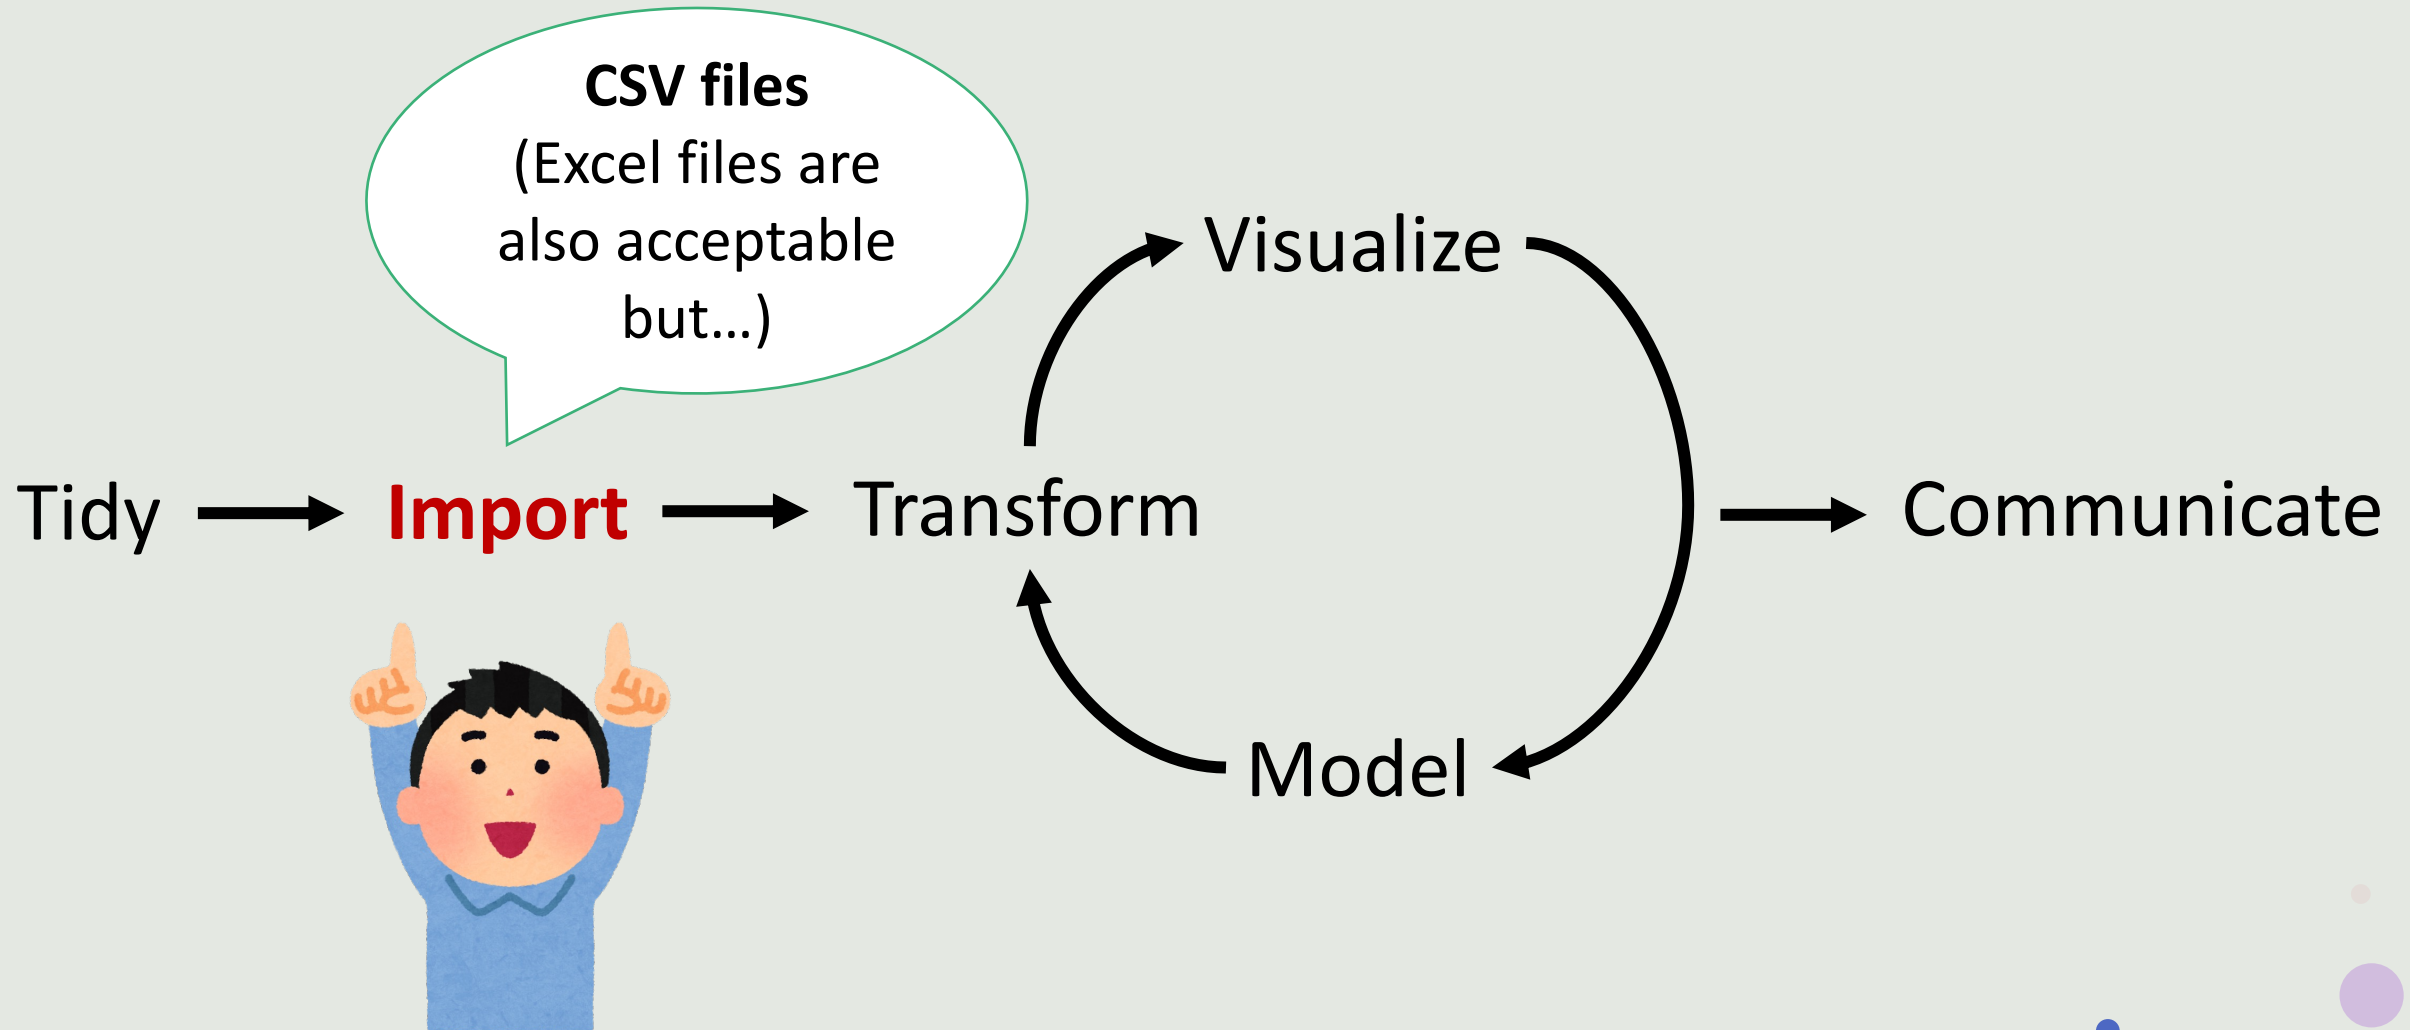 CSV files
(Excel files are
also acceptable
but...)
Visualize
Tidy
Import
Transform
Communicate
Model